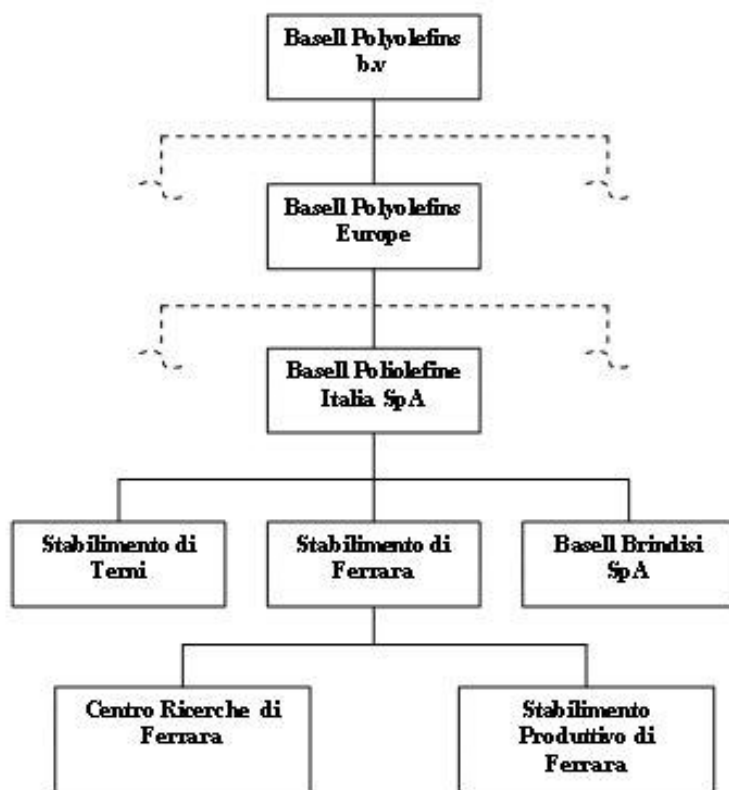 Basell Polyolefins
b.v
Basell Polyolefins
Europe
Basell Poliolefine
Italia SpA
Stabilimento di
Terni
Stabilimento di
Ferrara
Basell Brindisi
SpA
Centro Ricerche di
Ferrara
Stabilimento
Produttivo di
Ferrara